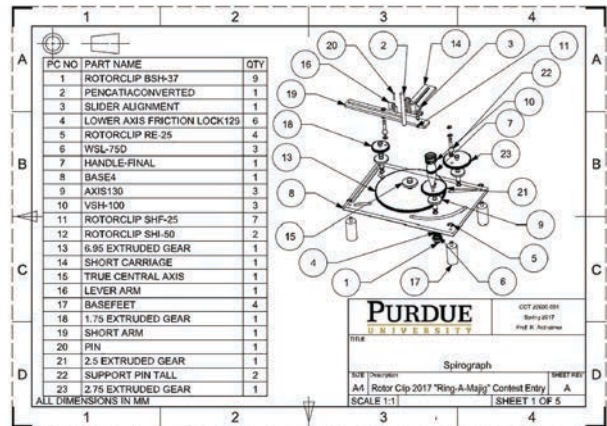 1 2 3 4
A A
PC NO PART NAME QTY
1 ROTORCLIP BSH-37 9
2 PENCATIACONVERTED 1
3 SLIDER ALIGNMENT 1
4 LOWER AXIS FRICTION LOCK129 6
5 ROTORCLIP RE-25 4
6 WSL-75D 3
7 HANDLE-FINAL 1
8 BASE4 1
9 AXIS130 3
10 VSH-100 3
11 ROTORCLIP SHF-25 7
12 ROTORCLIP SHI-50 2
13 6.95 EXTRUDED GEAR 1
14 SHORT CARRIAGE 1
15 TRUE CENTRAL AXIS 1
16 LEVER ARM 1
17 BASEFEET 4
18 1.75 EXTRUDED GEAR 1
19 SHORT ARM 1
20 PIN 1
21 2.5 EXTRUDED GEAR 1
22 SUPPORT PIN TALL 2
23 2.75 EXTRUDED GEAR 1
ALL DIMENSIONS IN MM
20 2 14 3
16 11
22
19 10
7
18
13 23
8 21
15 9
4 5
1 17 6
B B
C C
D D
PURDUE
UNIVERSITY
Spring 2017
TITLE
Spirograph
SIZE Description SHEET REV
A4 Rotor Clip 2017 "Ring-A-Majig" Contest Entry A
SCALE 1:1 SHEET 1 OF 5
1 2 3 4